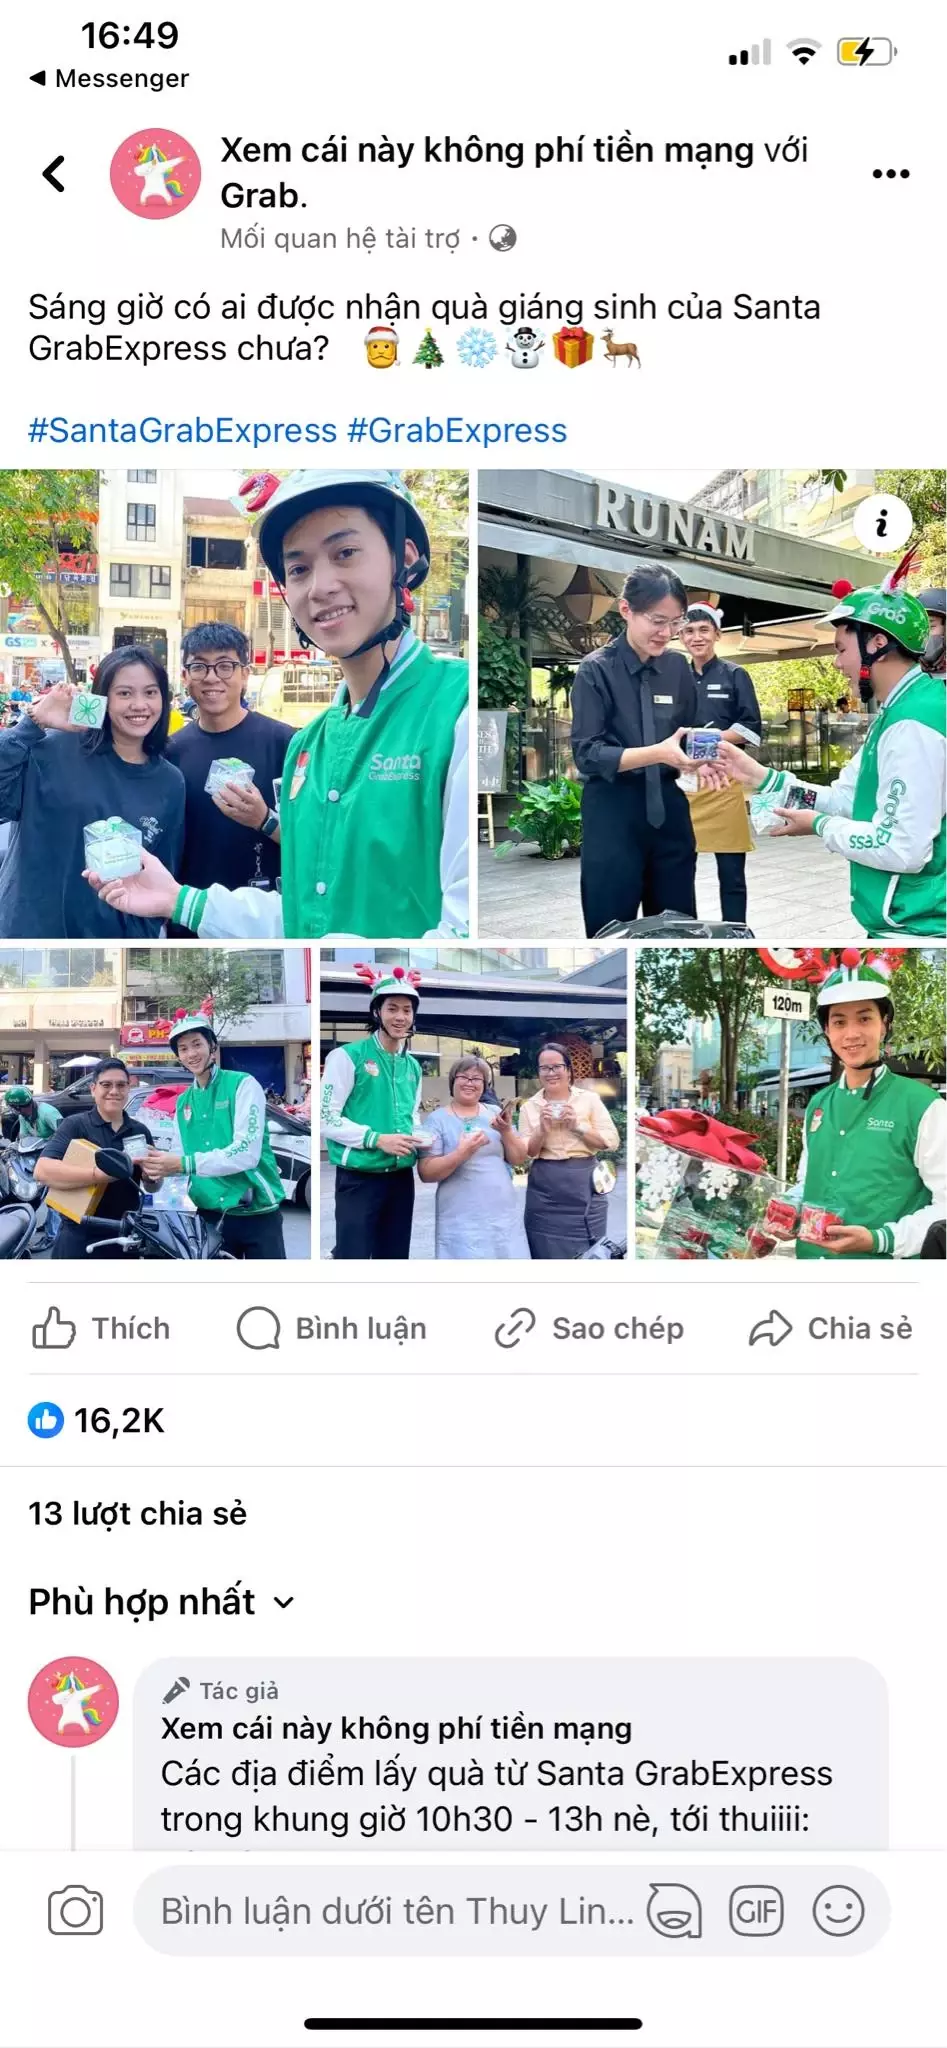 16:49
◀ Messenger
Xem cái này không phí tiền mạng với
Grab.
Mối quan hệ tài trợ ·
Sáng giờ có ai được nhận quà giáng sinh của Santa
GrabExpress chưa? 🎅🎄❄️☃️🎁🦌
#SantaGrabExpress #GrabExpress
Santa
GrabExpress
RUNAM
Grab
GrabExpress
120m
Santa
Thích
Bình luận
Sao chép
Chia sẻ
16,2K
13 lượt chia sẻ
Phù hợp nhất
Tác giả
Xem cái này không phí tiền mạng
Các địa điểm lấy quà từ Santa GrabExpress
trong khung giờ 10h30 - 13h nè, tới thuiiii:
Bình luận dưới tên Thuy Lin...
GIF